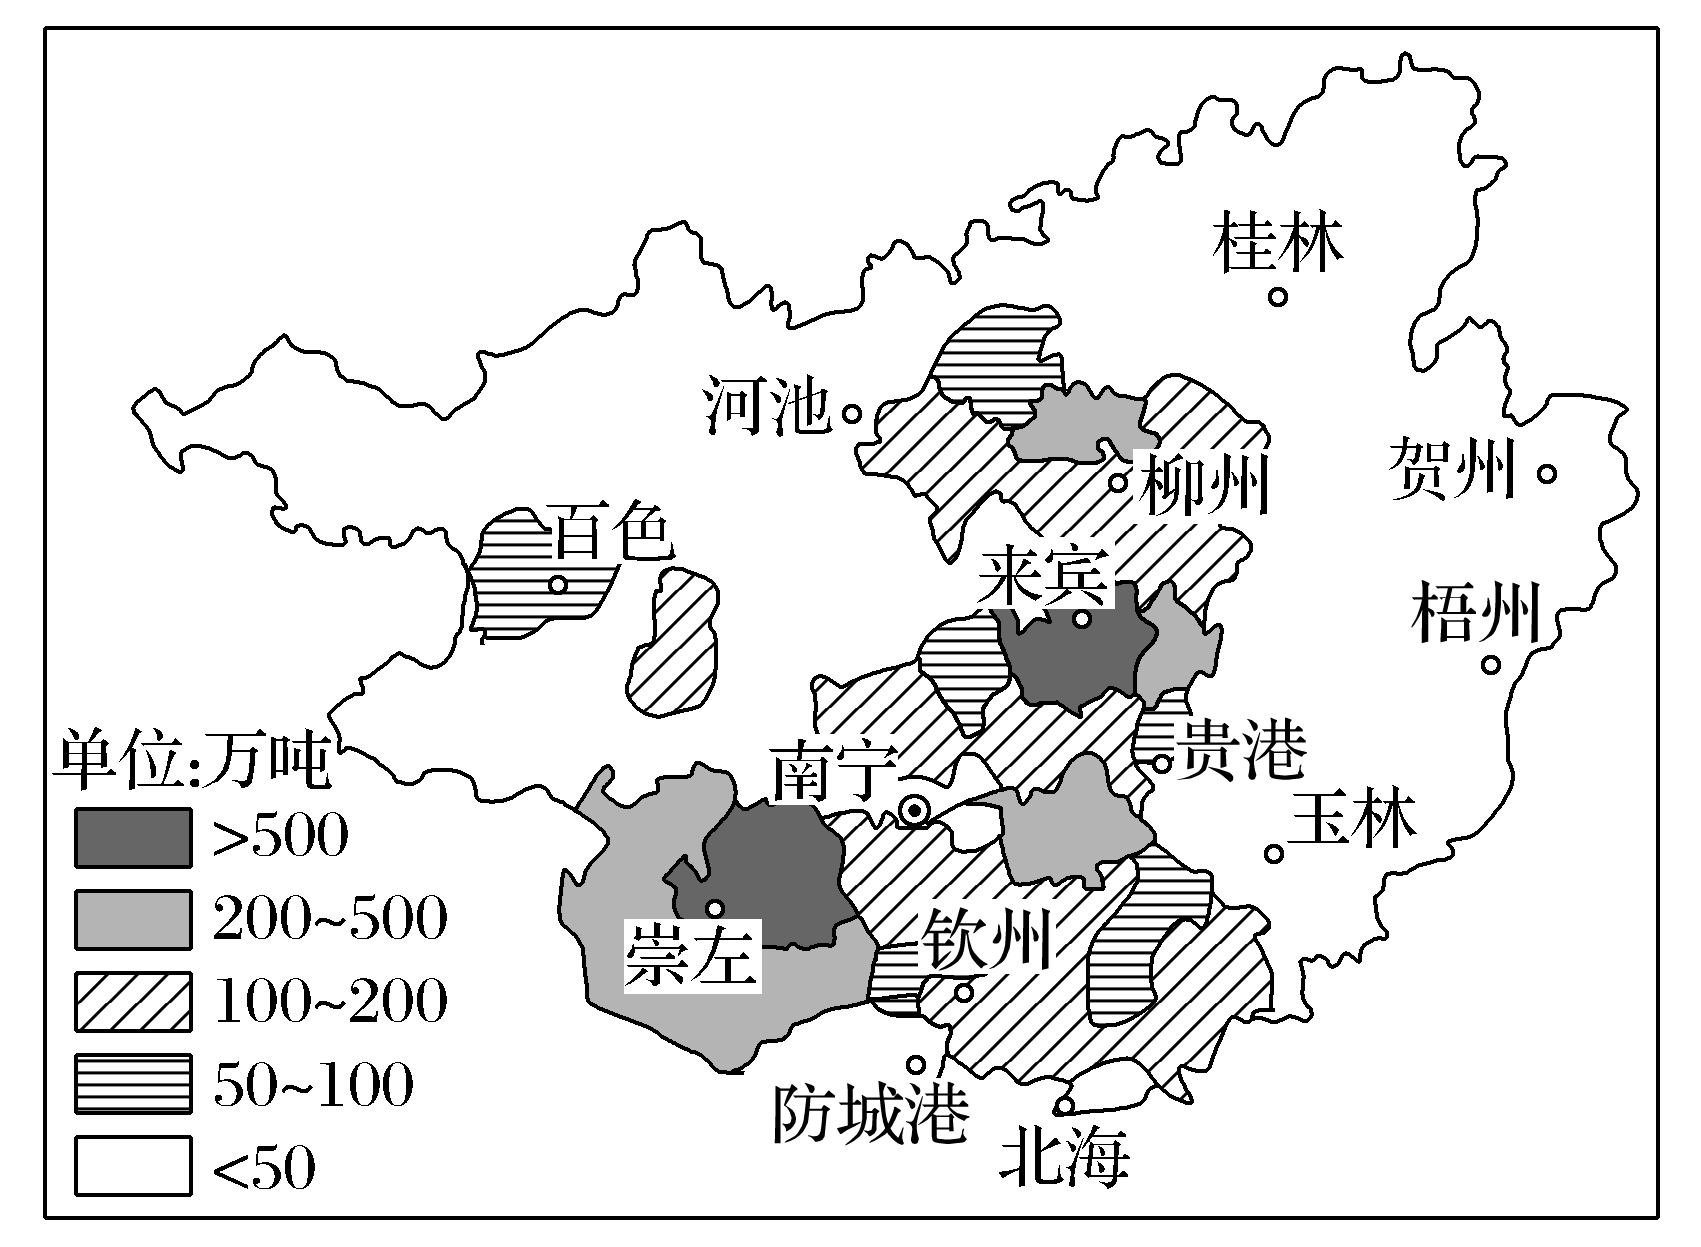 桂林
河池
贺州
柳州
百色
来宾
梧州
贵港
南宁
玉林
钦州
崇左
防城港
北海
单位:万吨
>500
200~500
100~200
50~100
<50